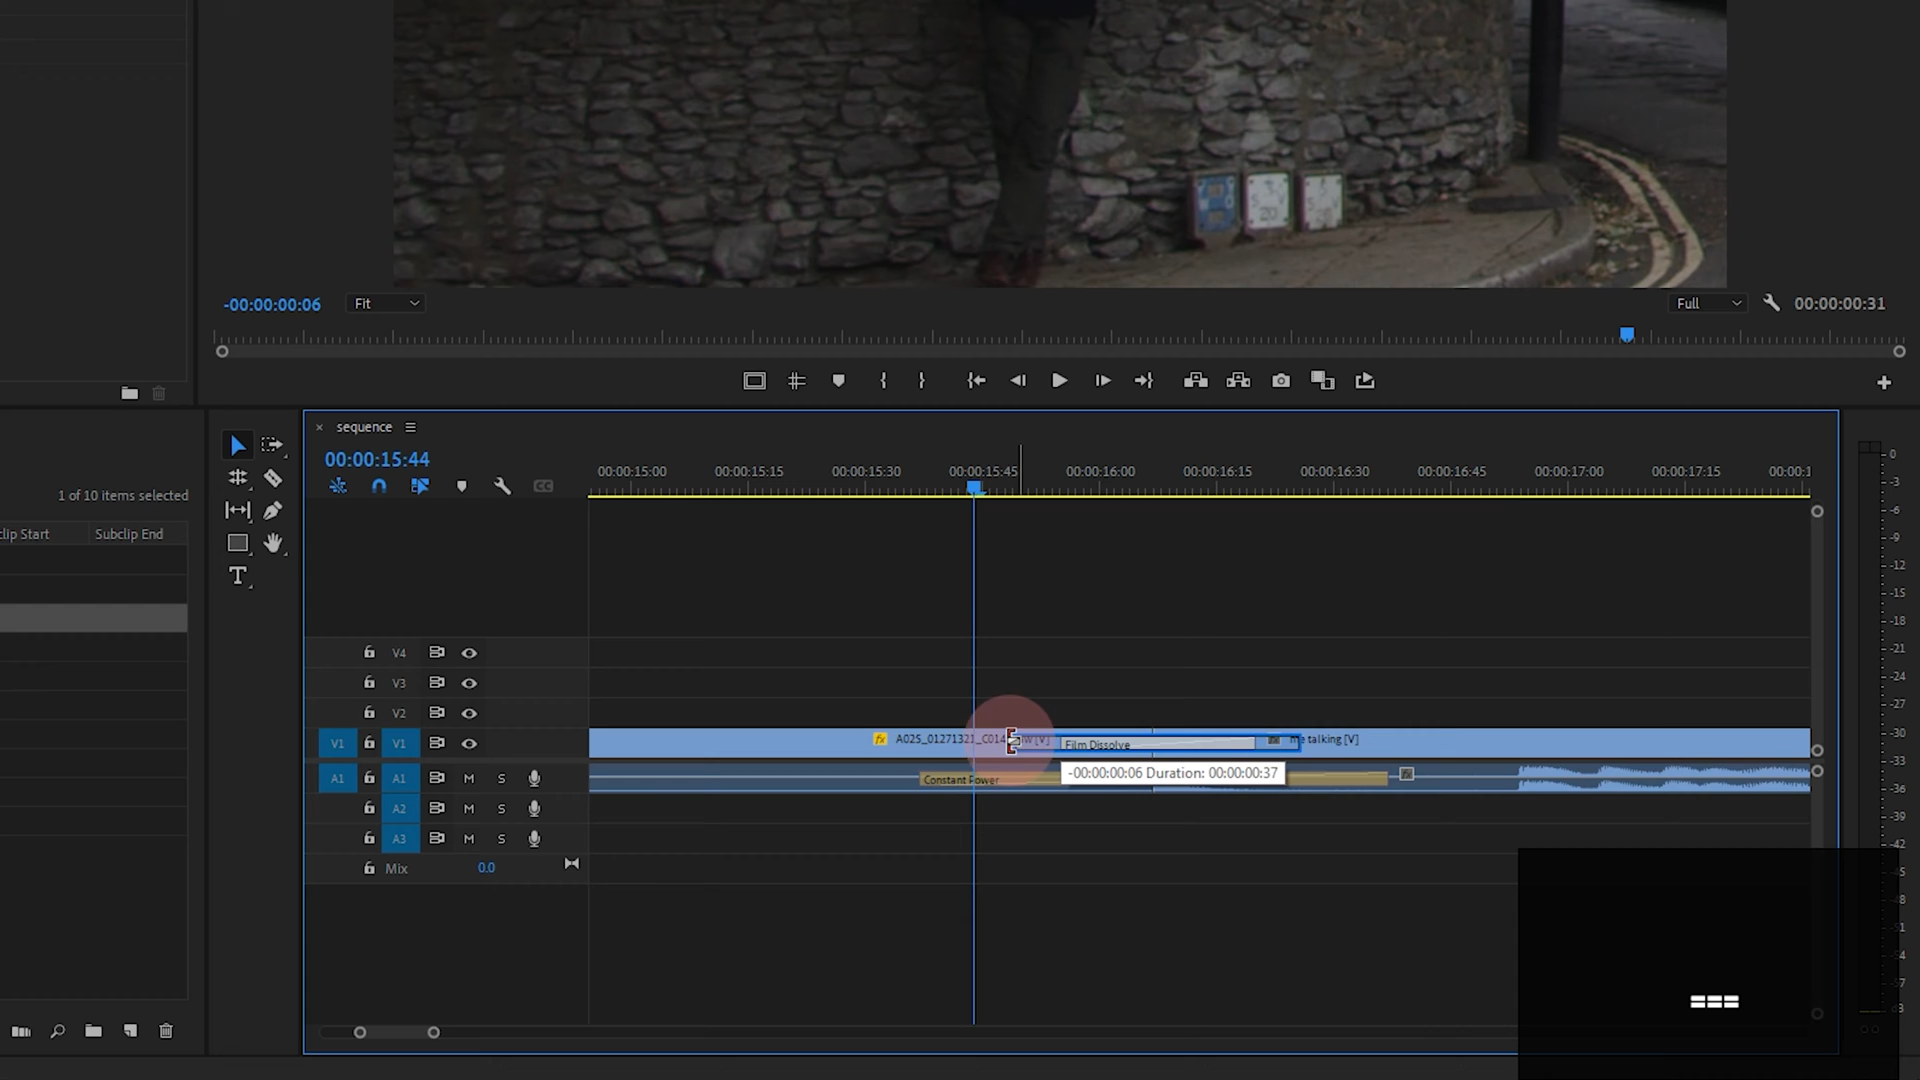 -00:00:00:06
Fit
Full
00:00:00:31
sequence
00:00:15:44
1 of 10 items selected
clip Start
Subclip End
00:00:15:00
00:00:15:15
00:00:15:30
00:00:15:45
00:00:16:00
00:00:16:15
00:00:16:30
00:00:16:45
00:00:17:00
00:00:17:15
00:00:1
T
V4
V3
V2
V1 V1
fx
A025_01271321_C014
[V]
Film Dissolve
talking [V]
A1 A1 M S
Constant Power
-00:00:00:06 Duration: 00:00:00:37
A2 M S
A3 M S
Mix 0.0
0
-3
-6
-9
-12
-15
-18
-21
-24
-27
-30
-33
-36
-39
-42